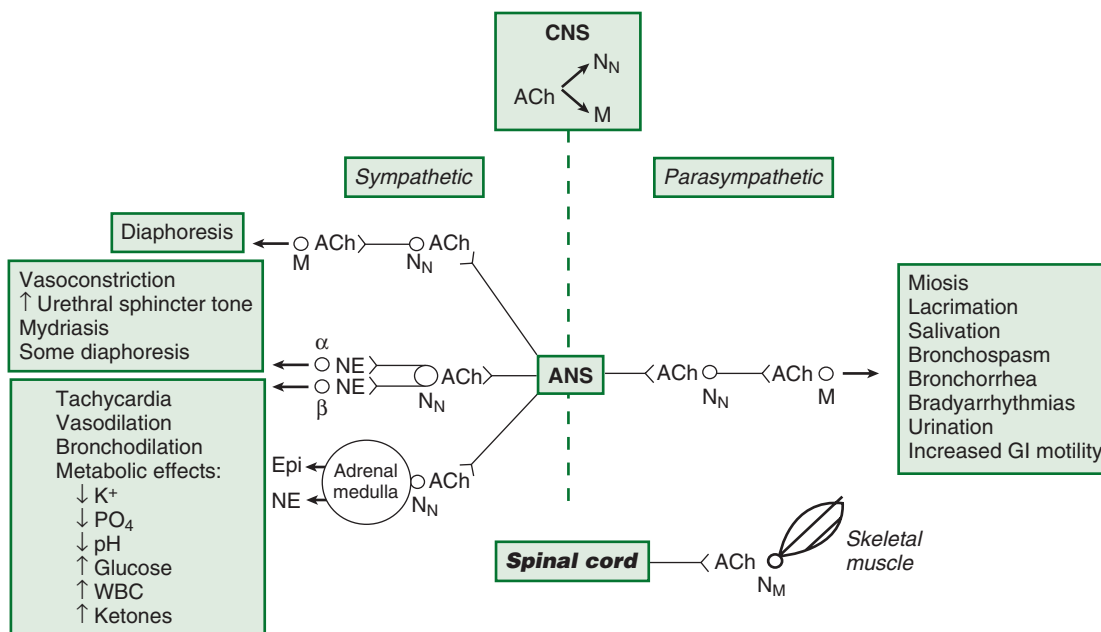 CNS
N_N
ACh
M
Sympathetic
Parasympathetic
Diaphoresis
M
ACh
N_N
ACh
Vasoconstriction
↑ Urethral sphincter tone
Mydriasis
Some diaphoresis
α
NE
NE
β
N_N
ACh
ANS
ACh
N_N
ACh
M
Miosis
Lacrimation
Salivation
Bronchospasm
Bronchorrhea
Bradyarrhythmias
Urination
Increased GI motility
Tachycardia
Vasodilation
Bronchodilation
Metabolic effects:
↓ K⁺
↓ PO₄
↓ pH
↑ Glucose
↑ WBC
↑ Ketones
Epi
NE
Adrenal
medulla
N_N
ACh
Spinal cord
ACh
N_M
Skeletal
muscle